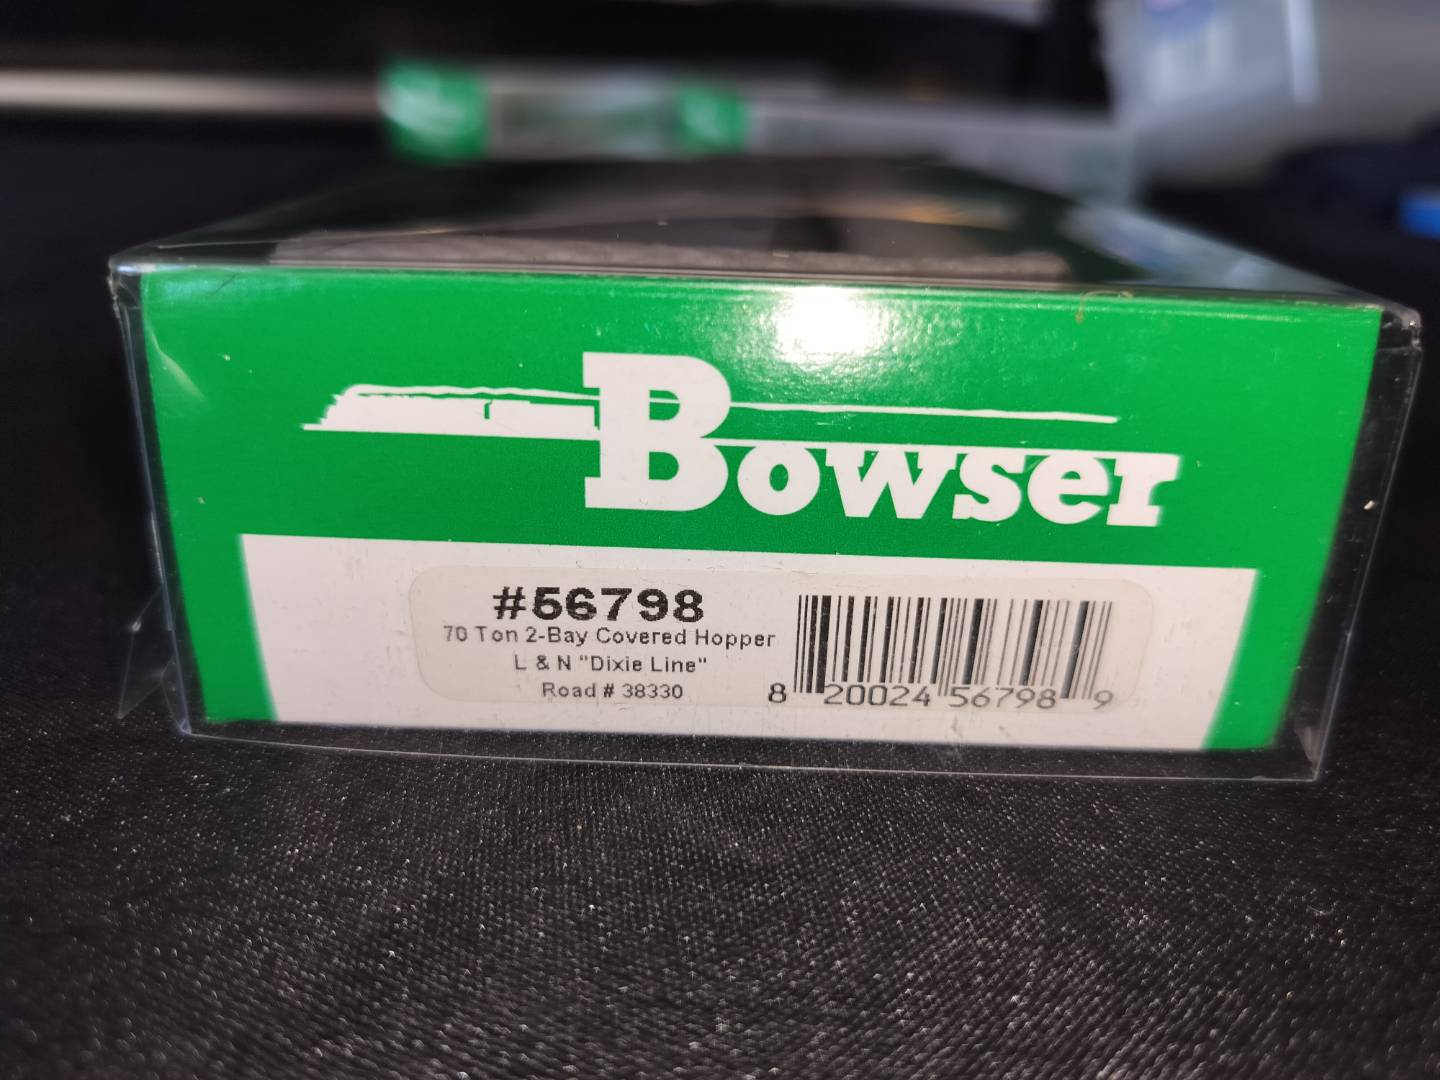 Bowser
#56798
70 Ton 2-Bay Covered Hopper
L & N "Dixie Line"
Road # 38330
8 20024 56798 9